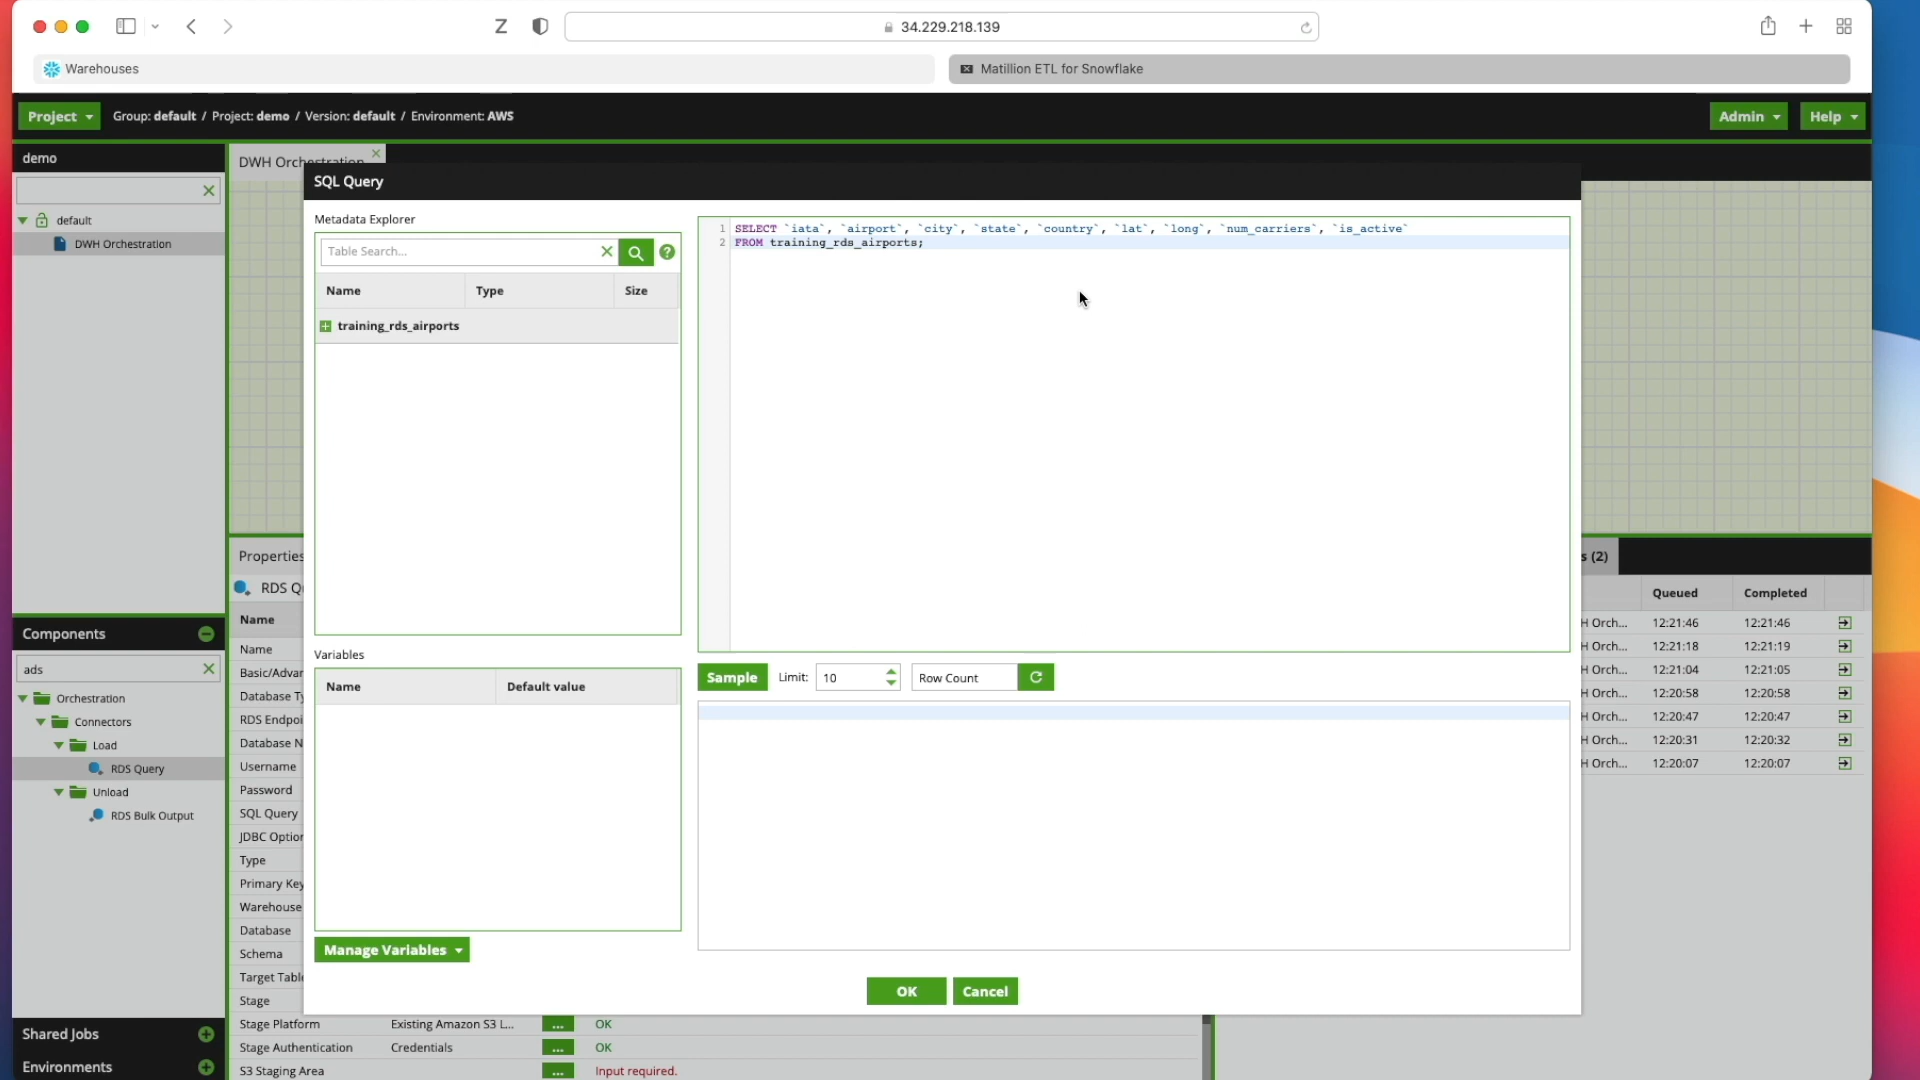 Z
34.229.218.139
Warehouses
Matillion ETL for Snowflake
Project
Group: default / Project: demo / Version: default / Environment: AWS
Admin
Help
demo
default
DWH Orchestration
Components
ads
Orchestration
Connectors
Load
RDS Query
Unload
RDS Bulk Output
Shared Jobs
Environments
DWH Orchestration
SQL Query
Metadata Explorer
Table Search...
Name Type Size
training_rds_airports
1 SELECT `iata`, `airport`, `city`, `state`, `country`, `lat`, `long`, `num_carriers`, `is_active`
2 FROM training_rds_airports;
Variables
Name Default value
Manage Variables
Sample Limit: 10 Row Count
OK Cancel
Properties
RDS Q
Name
Name
Basic/Advan
Database Ty
RDS Endpoi
Database N
Username
Password
SQL Query
JDBC Option
Type
Primary Key
Warehouse
Database
Schema
Target Table
Stage
Stage Platform Existing Amazon S3 L... ... OK
Stage Authentication Credentials ... OK
S3 Staging Area ... Input required.
s (2)
Queued Completed
H Orch... 12:21:46 12:21:46
H Orch... 12:21:18 12:21:19
H Orch... 12:21:04 12:21:05
H Orch... 12:20:58 12:20:58
H Orch... 12:20:47 12:20:47
H Orch... 12:20:31 12:20:32
H Orch... 12:20:07 12:20:07